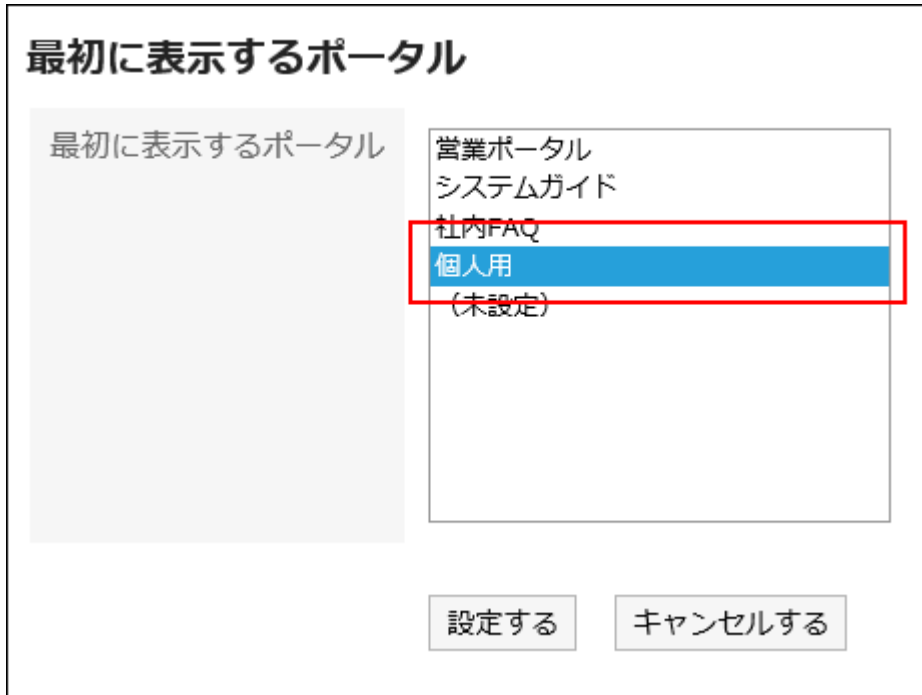 最初に表示するポータル
最初に表示するポータル
営業ポータル
システムガイド
社内FAQ
個人用
（未設定）
設定する
キャンセルする